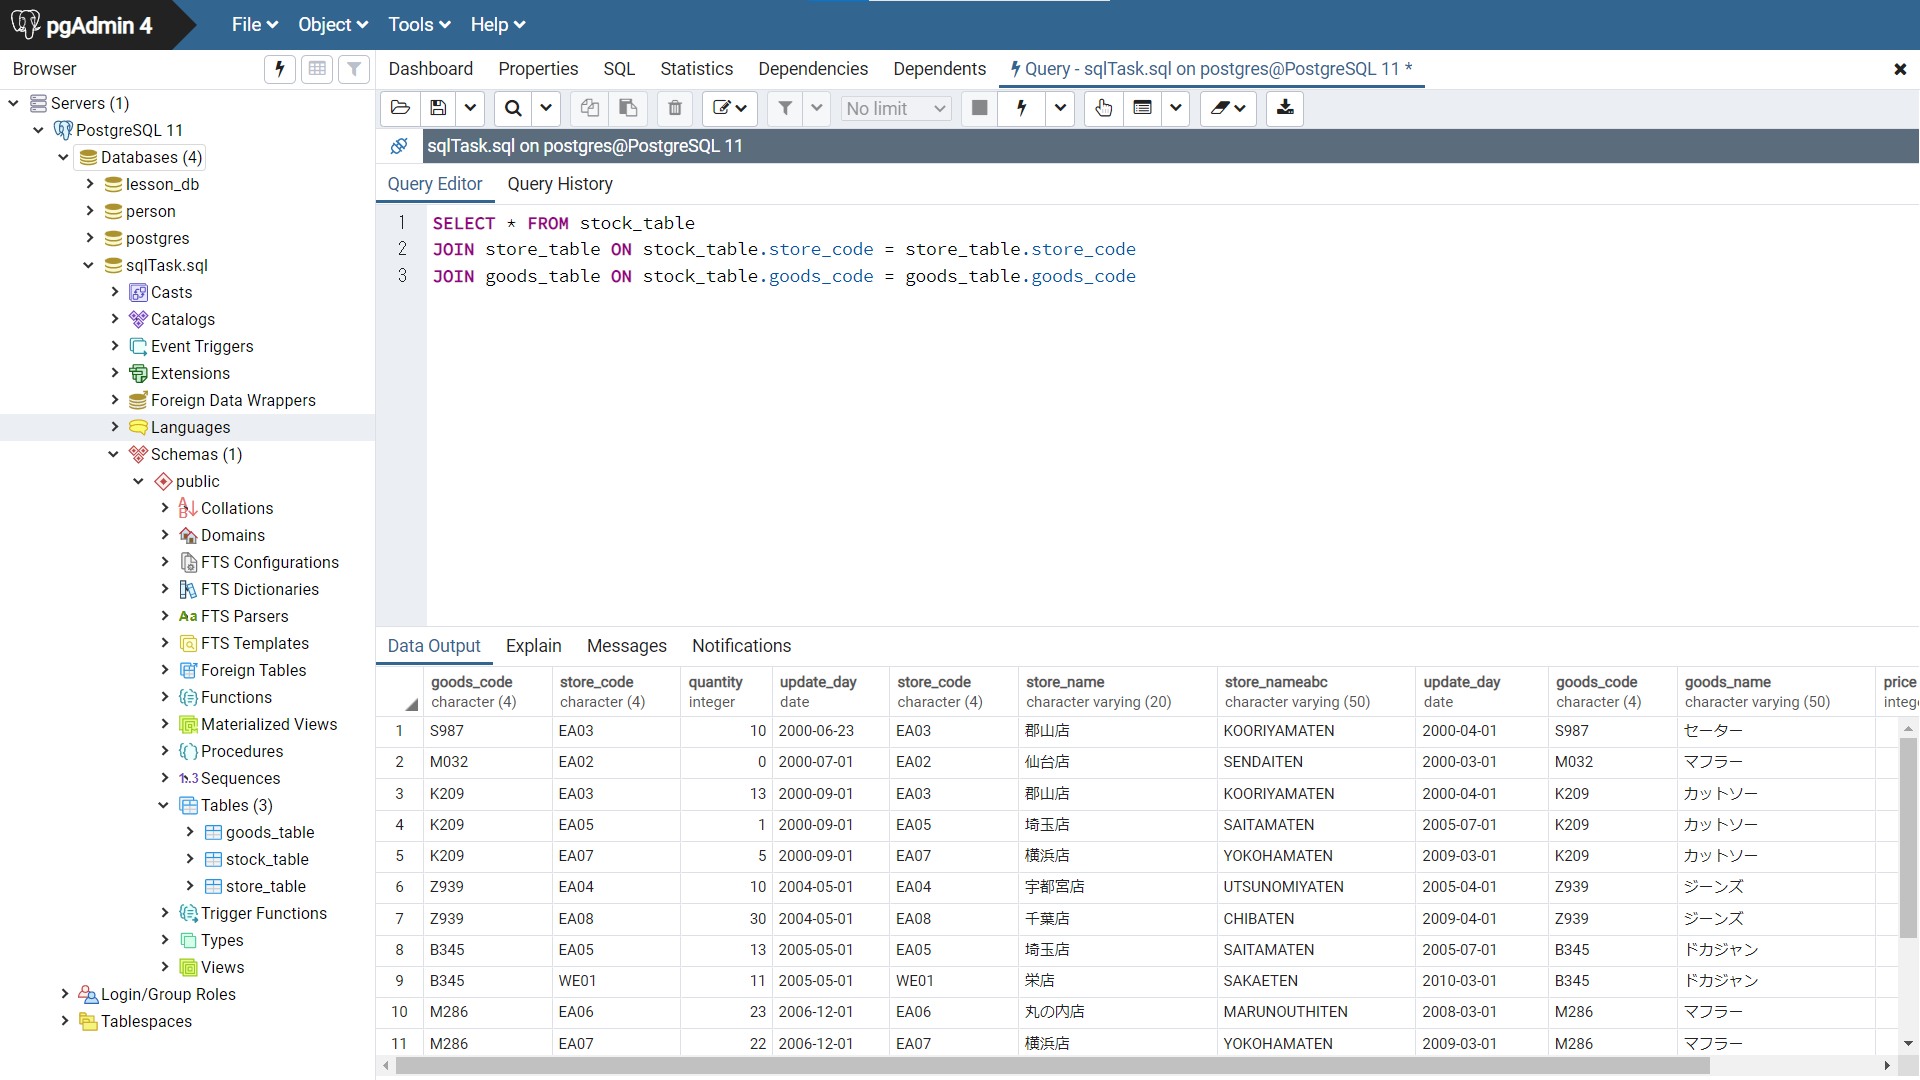 pgAdmin 4
File Object Tools Help
Browser
Dashboard Properties SQL Statistics Dependencies Dependents Query - sqlTask.sql on postgres@PostgreSQL 11 *
No limit
sqlTask.sql on postgres@PostgreSQL 11
Query Editor Query History
Servers (1)
PostgreSQL 11
Databases (4)
lesson_db
person
postgres
sqlTask.sql
Casts
Catalogs
Event Triggers
Extensions
Foreign Data Wrappers
Languages
Schemas (1)
public
Collations
Domains
FTS Configurations
FTS Dictionaries
Aa FTS Parsers
FTS Templates
Foreign Tables
Functions
Materialized Views
Procedures
1..3 Sequences
Tables (3)
goods_table
stock_table
store_table
Trigger Functions
Types
Views
Login/Group Roles
Tablespaces
1 SELECT * FROM stock_table
2 JOIN store_table ON stock_table.store_code = store_table.store_code
3 JOIN goods_table ON stock_table.goods_code = goods_table.goods_code
Data Output Explain Messages Notifications
goods_code store_code quantity update_day store_code store_name store_nameabc update_day goods_code goods_name price
character (4) character (4) integer date character (4) character varying (20) character varying (50) date character (4) character varying (50) intege
1 S987 EA03 10 2000-06-23 EA03 郡山店 KOORIYAMATEN 2000-04-01 S987 セーター
2 M032 EA02 0 2000-07-01 EA02 仙台店 SENDAITEN 2000-03-01 M032 マフラー
3 K209 EA03 13 2000-09-01 EA03 郡山店 KOORIYAMATEN 2000-04-01 K209 カットソー
4 K209 EA05 1 2000-09-01 EA05 埼玉店 SAITAMATEN 2005-07-01 K209 カットソー
5 K209 EA07 5 2000-09-01 EA07 横浜店 YOKOHAMATEN 2009-03-01 K209 カットソー
6 Z939 EA04 10 2004-05-01 EA04 宇都宮店 UTSUNOMIYATEN 2005-04-01 Z939 ジーンズ
7 Z939 EA08 30 2004-05-01 EA08 千葉店 CHIBATEN 2009-04-01 Z939 ジーンズ
8 B345 EA05 13 2005-05-01 EA05 埼玉店 SAITAMATEN 2005-07-01 B345 ドカジャン
9 B345 WE01 11 2005-05-01 WE01 栄店 SAKAETEN 2010-03-01 B345 ドカジャン
10 M286 EA06 23 2006-12-01 EA06 丸の内店 MARUNOUTHITEN 2008-03-01 M286 マフラー
11 M286 EA07 22 2006-12-01 EA07 横浜店 YOKOHAMATEN 2009-03-01 M286 マフラー